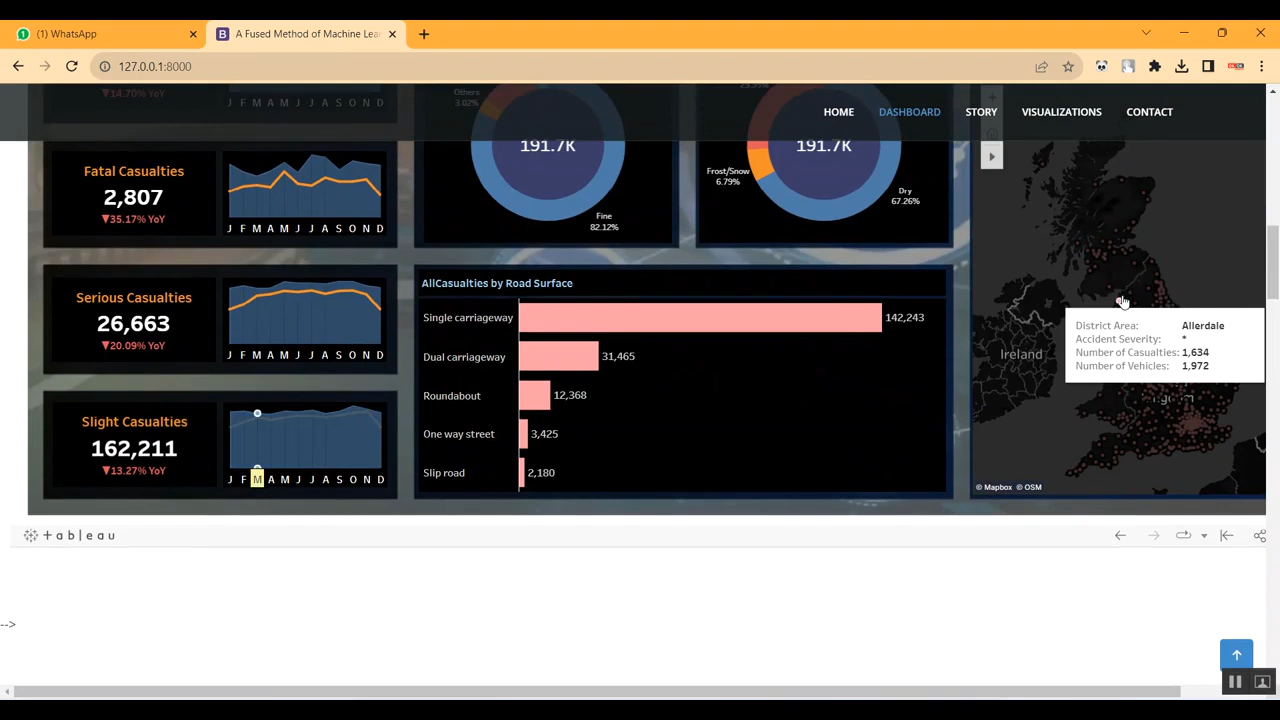 (1) WhatsApp
A Fused Method of Machine Lea
127.0.0.1:8000
HOME
DASHBOARD
STORY
VISUALIZATIONS
CONTACT
▼14.70% YoY
J F M A M J J A S O N D
Others
3.02%
191.7K
Fine
82.12%
191.7K
Frost/Snow
6.79%
Dry
67.26%
Fatal Casualties
2,807
▼35.17% YoY
J F M A M J J A S O N D
Serious Casualties
26,663
▼20.09% YoY
J F M A M J J A S O N D
Slight Casualties
162,211
▼13.27% YoY
J F M A M J J A S O N D
AllCasualties by Road Surface
Single carriageway 142,243
Dual carriageway 31,465
Roundabout 12,368
One way street 3,425
Slip road 2,180
Ireland
District Area: Allerdale
Accident Severity: *
Number of Casualties: 1,634
Number of Vehicles: 1,972
© Mapbox © OSM
+ a b l e a u
-->